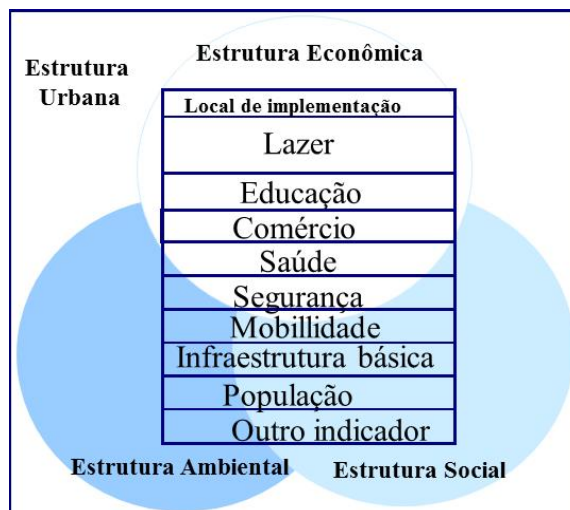 Estrutura Econômica
Estrutura
Urbana
Local de implementação
Lazer
Educação
Comércio
Saúde
Segurança
Mobillidade
Infraestrutura básica
População
Outro indicador
Estrutura Ambiental
Estrutura Social